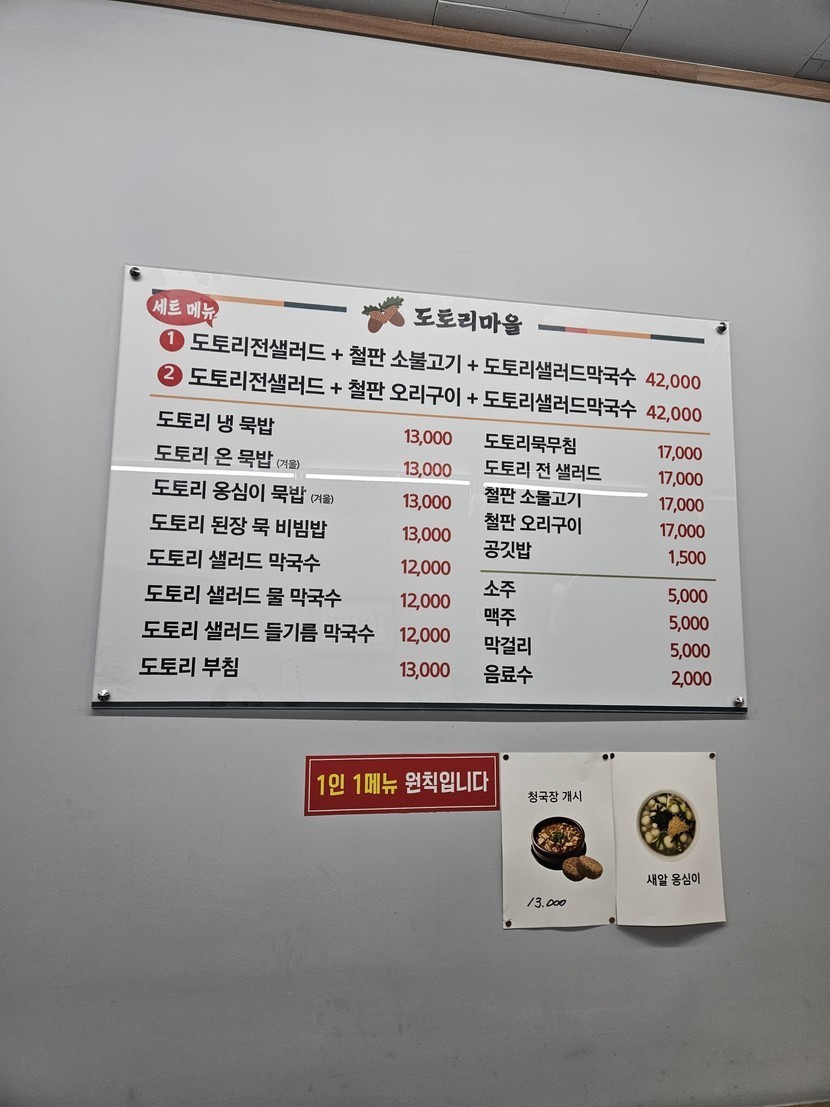 세트 메뉴
도토리마을
1 도토리전샐러드 + 철판 소불고기 + 도토리샐러드막국수 42,000
2 도토리전샐러드 + 철판 오리구이 + 도토리샐러드막국수 42,000
도토리 냉 묵밥 13,000
도토리 온 묵밥 (겨울) 13,000
도토리 옹심이 묵밥 (겨울) 13,000
도토리 된장 묵 비빔밥 13,000
도토리 샐러드 막국수 12,000
도토리 샐러드 물 막국수 12,000
도토리 샐러드 들기름 막국수 12,000
도토리 부침 13,000
도토리묵무침 17,000
도토리 전 샐러드 17,000
철판 소불고기 17,000
철판 오리구이 17,000
공깃밥 1,500
소주 5,000
맥주 5,000
막걸리 5,000
음료수 2,000
1인 1메뉴 원칙입니다
청국장 개시
13.000
새알 옹심이